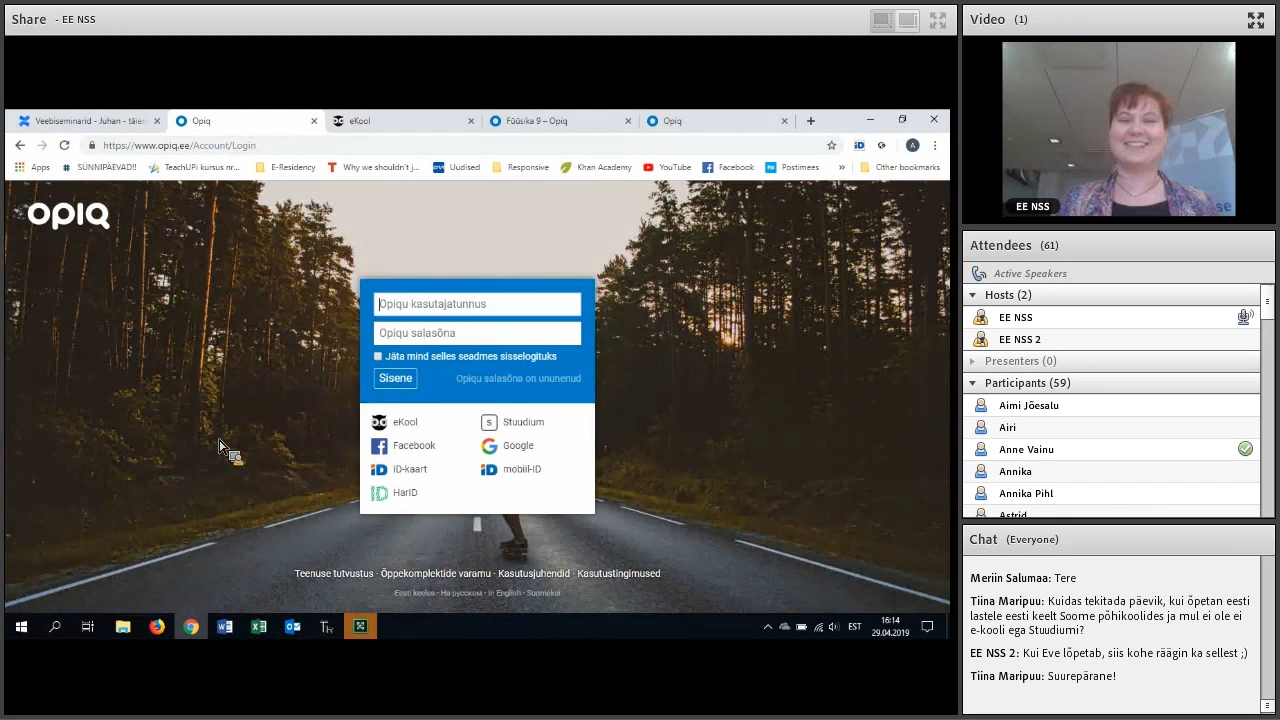 Share - EE NSS
Veebiseminarid - Juhan - täien
Opiq
eKool
Füüsika 9 – Opiq
Opiq
https://www.opiq.ee/Account/Login
Apps
SÜNNIPÄEVAD!!
TeachUPi kursus nr...
E-Residency
Why we shouldn't j...
Uudised
Responsive
Khan Academy
YouTube
Facebook
Postimees
Other bookmarks
opiq
Opiqu kasutajatunnus
Opiqu salasõna
Jäta mind selles seadmes sisselogituks
Sisene
Opiqu salasõna on ununenud
eKool
Stuudium
Facebook
Google
ID-kaart
mobiil-ID
HarID
Teenuse tutvustus · Õppekomplektide varamu · Kasutusjuhendid · Kasutustingimused
Eesti keeles · На русском · In English · Suomeksi
EST
16:14
29.04.2019
Video (1)
EE NSS
Attendees (61)
Active Speakers
Hosts (2)
EE NSS
EE NSS 2
Presenters (0)
Participants (59)
Aimi Jõesalu
Airi
Anne Vainu
Annika
Annika Pihl
Astrid
Chat (Everyone)
Meriin Salumaa: Tere
Tiina Maripuu: Kuidas tekitada päevik, kui õpetan eesti
lastele eesti keelt Soome põhikoolides ja mul ei ole ei
e-kooli ega Stuudiumi?
EE NSS 2: Kui Eve lõpetab, siis kohe räägin ka sellest ;)
Tiina Maripuu: Suurepärane!